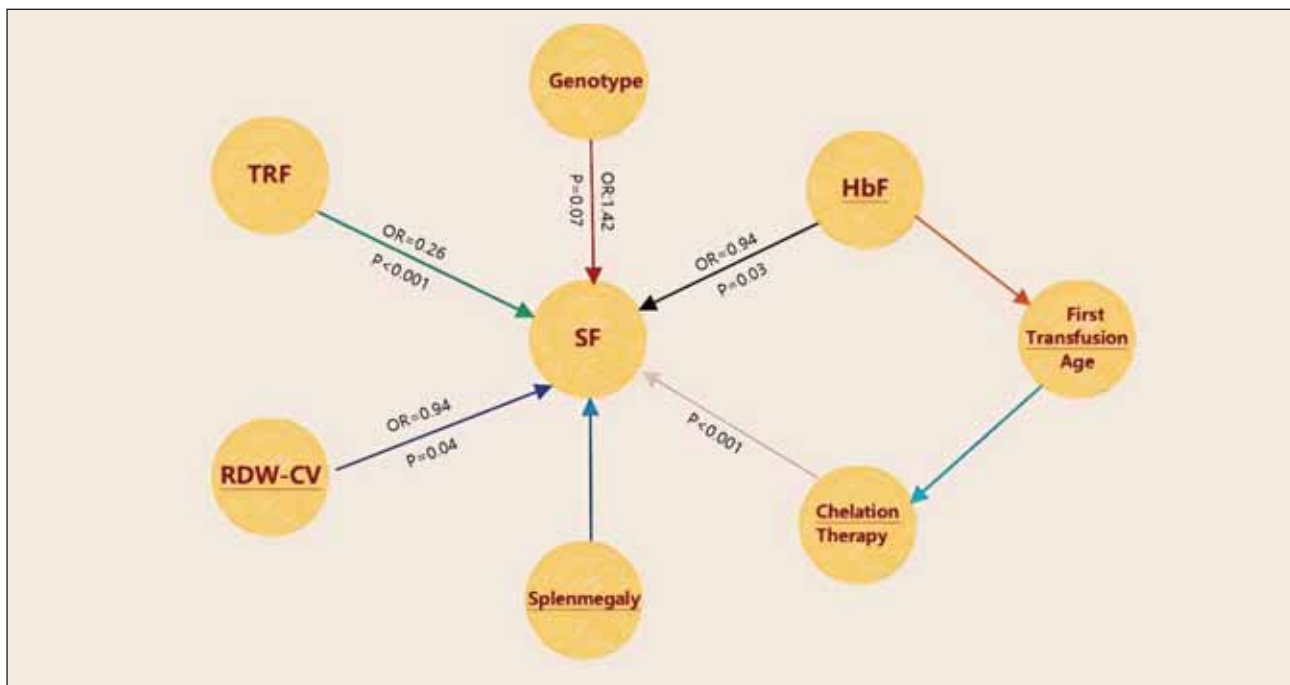 Genotype
TRF
HbF
OR:1.42
P=0.07
OR=0.26
P<0.001
OR=0.94
P=0.03
SF
First
Transfusion
Age
OR=0.94
P=0.04
P<0.001
RDW-CV
Chelation
Therapy
Splenmegaly